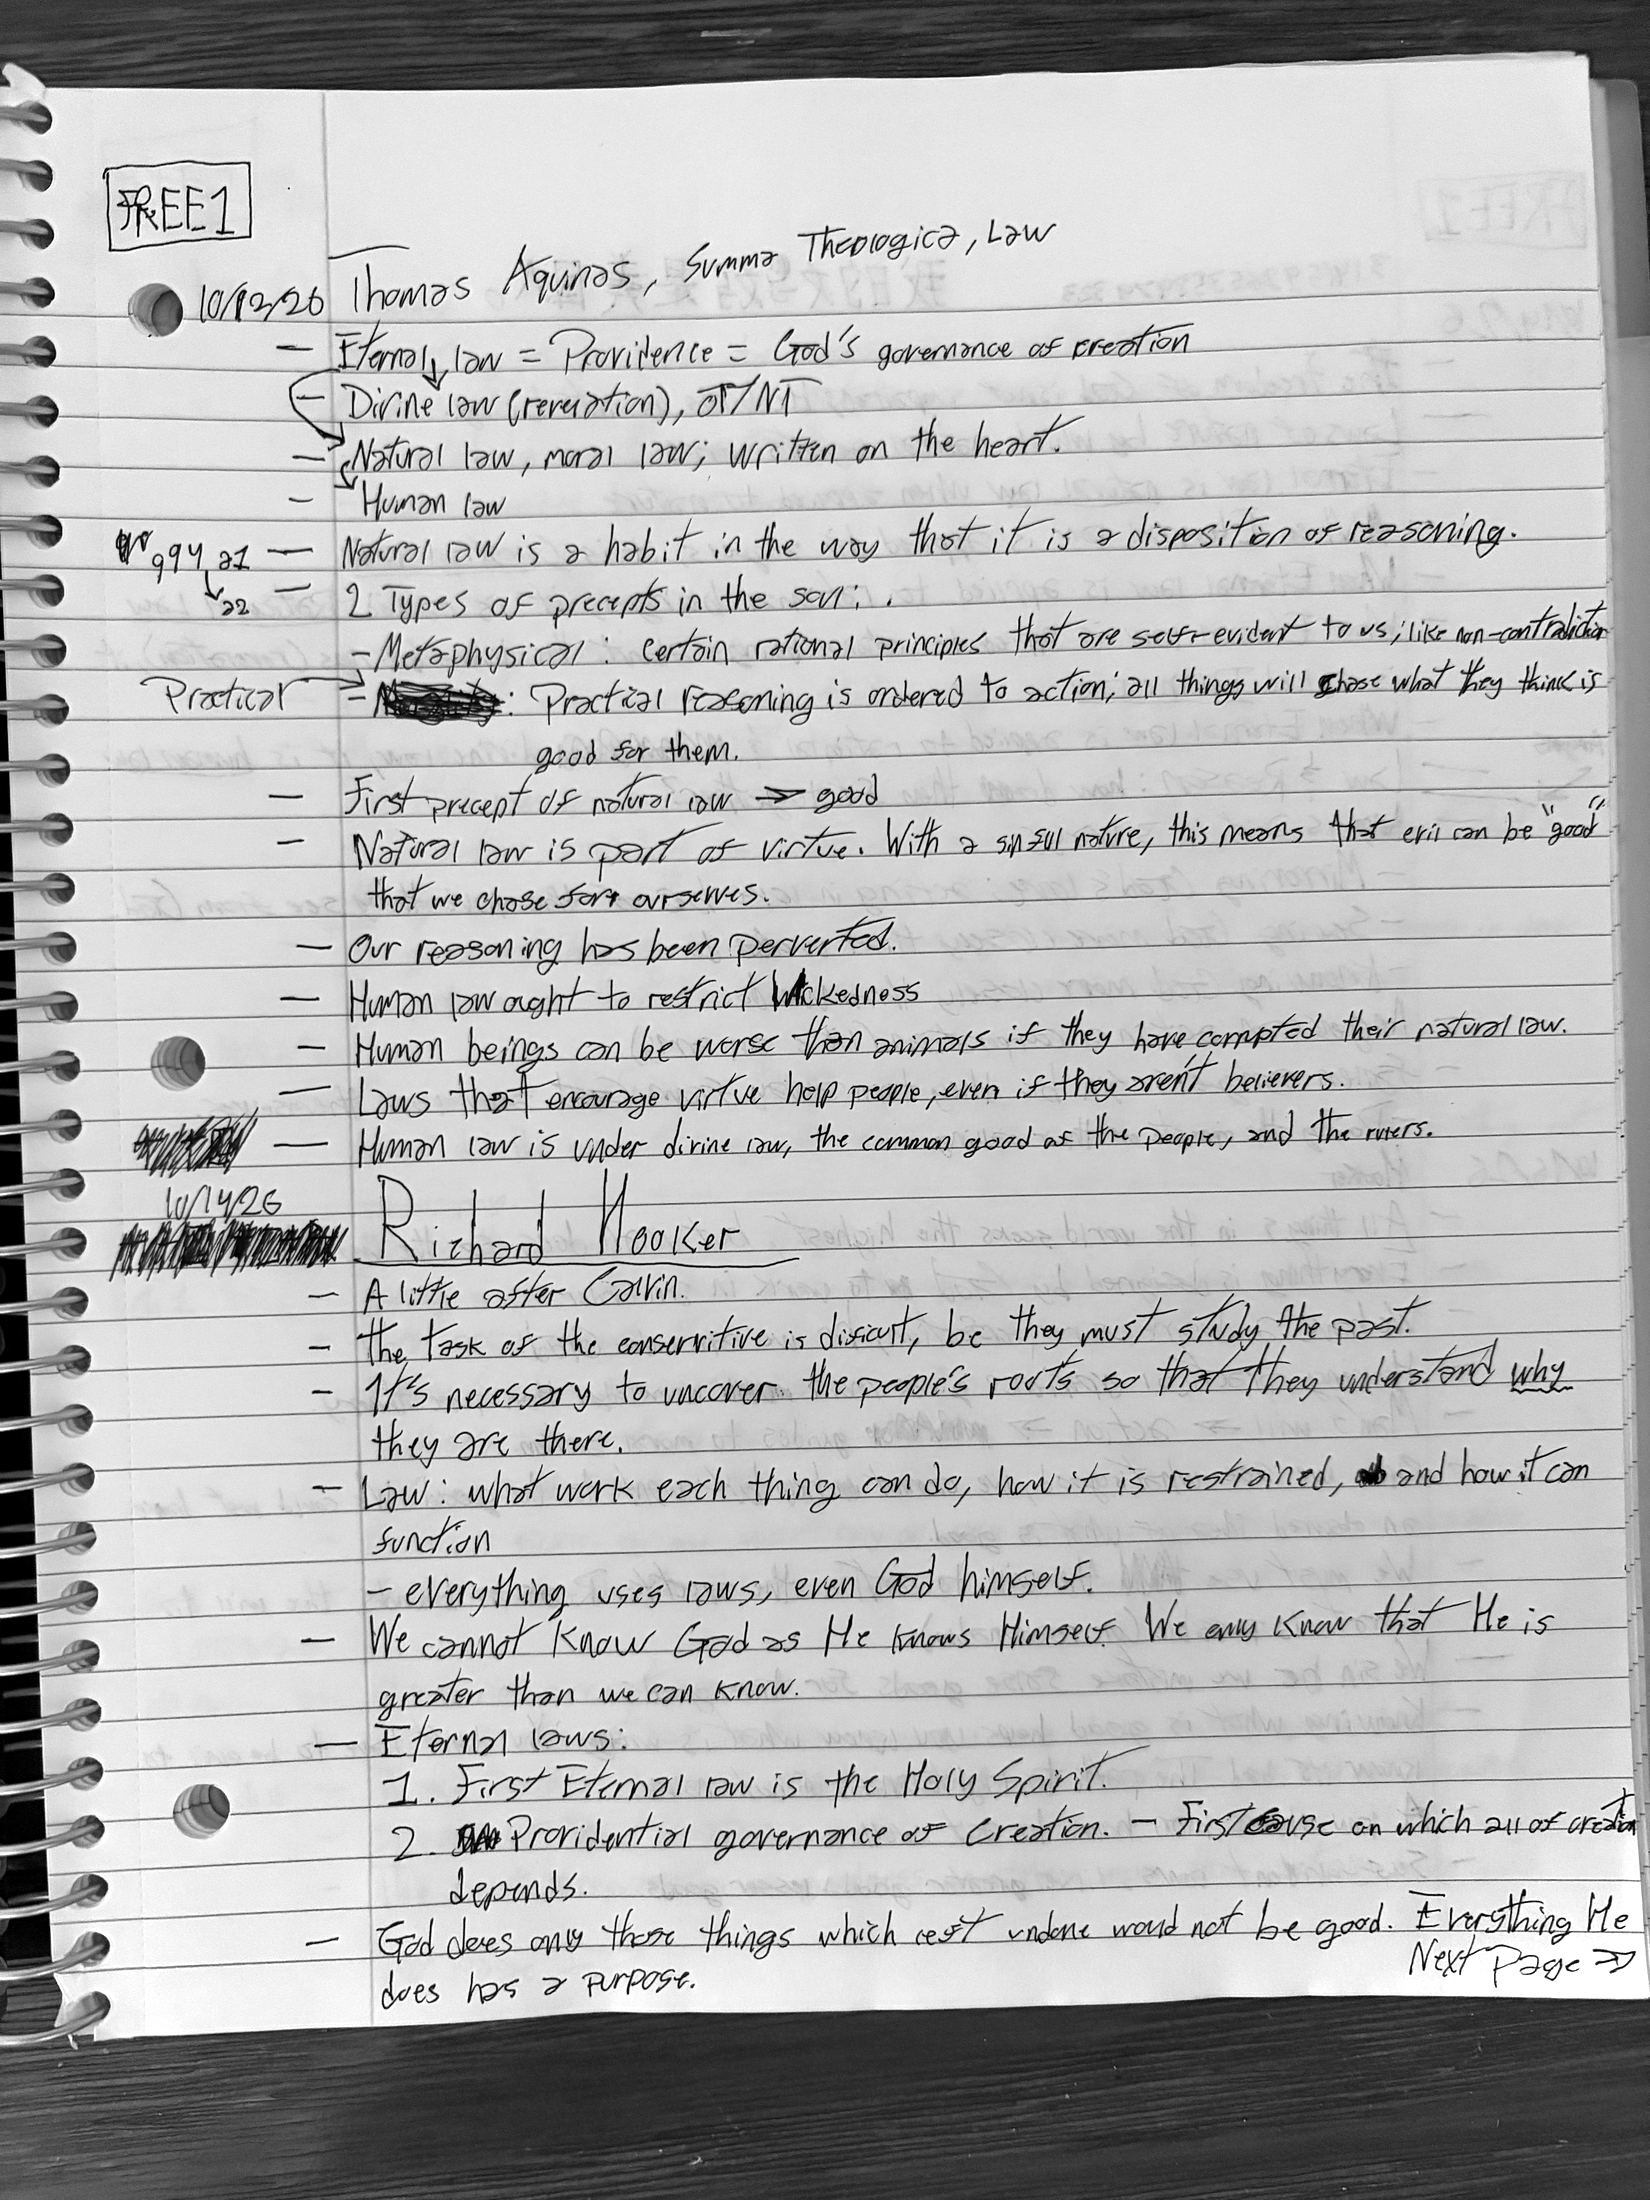 FREE1
10/12/26 Thomas Aquinas, Summa Theologica, Law
- Eternal law = Providence = God's governance of creation
- Divine law (revelation), OT/NT
- Natural law, moral law; written on the heart.
- Human law
q94 a1 - Natural law is a habit in the way that it is a disposition of reasoning.
a2 - 2 Types of precepts in the soul:
- Metaphysical: certain rational principles that are self-evident to us; like non-contradiction
Practical - : Practical reasoning is ordered to action; all things will chase what they think is
good for them.
- First precept of natural law → good
- Natural law is part of virtue. With a sinful nature, this means that evil can be "good"
that we chose for ourselves.
- Our reasoning has been perverted.
- Human law ought to restrict wickedness
- Human beings can be worse than animals if they have corrupted their natural law.
- Laws that encourage virtue help people, even if they aren't believers.
- Human law is under divine law, the common good of the people, and the rulers.
10/14/26
Richard Hooker
- A little after Calvin.
- the task of the conservitive is dificult, bc they must study the past.
- It's necessary to uncover the people's roots so that they understand why
they are there.
- Law: what work each thing can do, how it is restrained, and how it can
function
- everything uses laws, even God himself.
- We cannot know God as He knows Himself. We only know that He is
greater than we can know.
- Eternal laws:
1. First Eternal law is the Holy Spirit.
2. Providential governance of Creation. - First cause on which all of creation
depends.
- God does only those things which left undone would not be good. Everything He
does has a purpose.
Next Page →